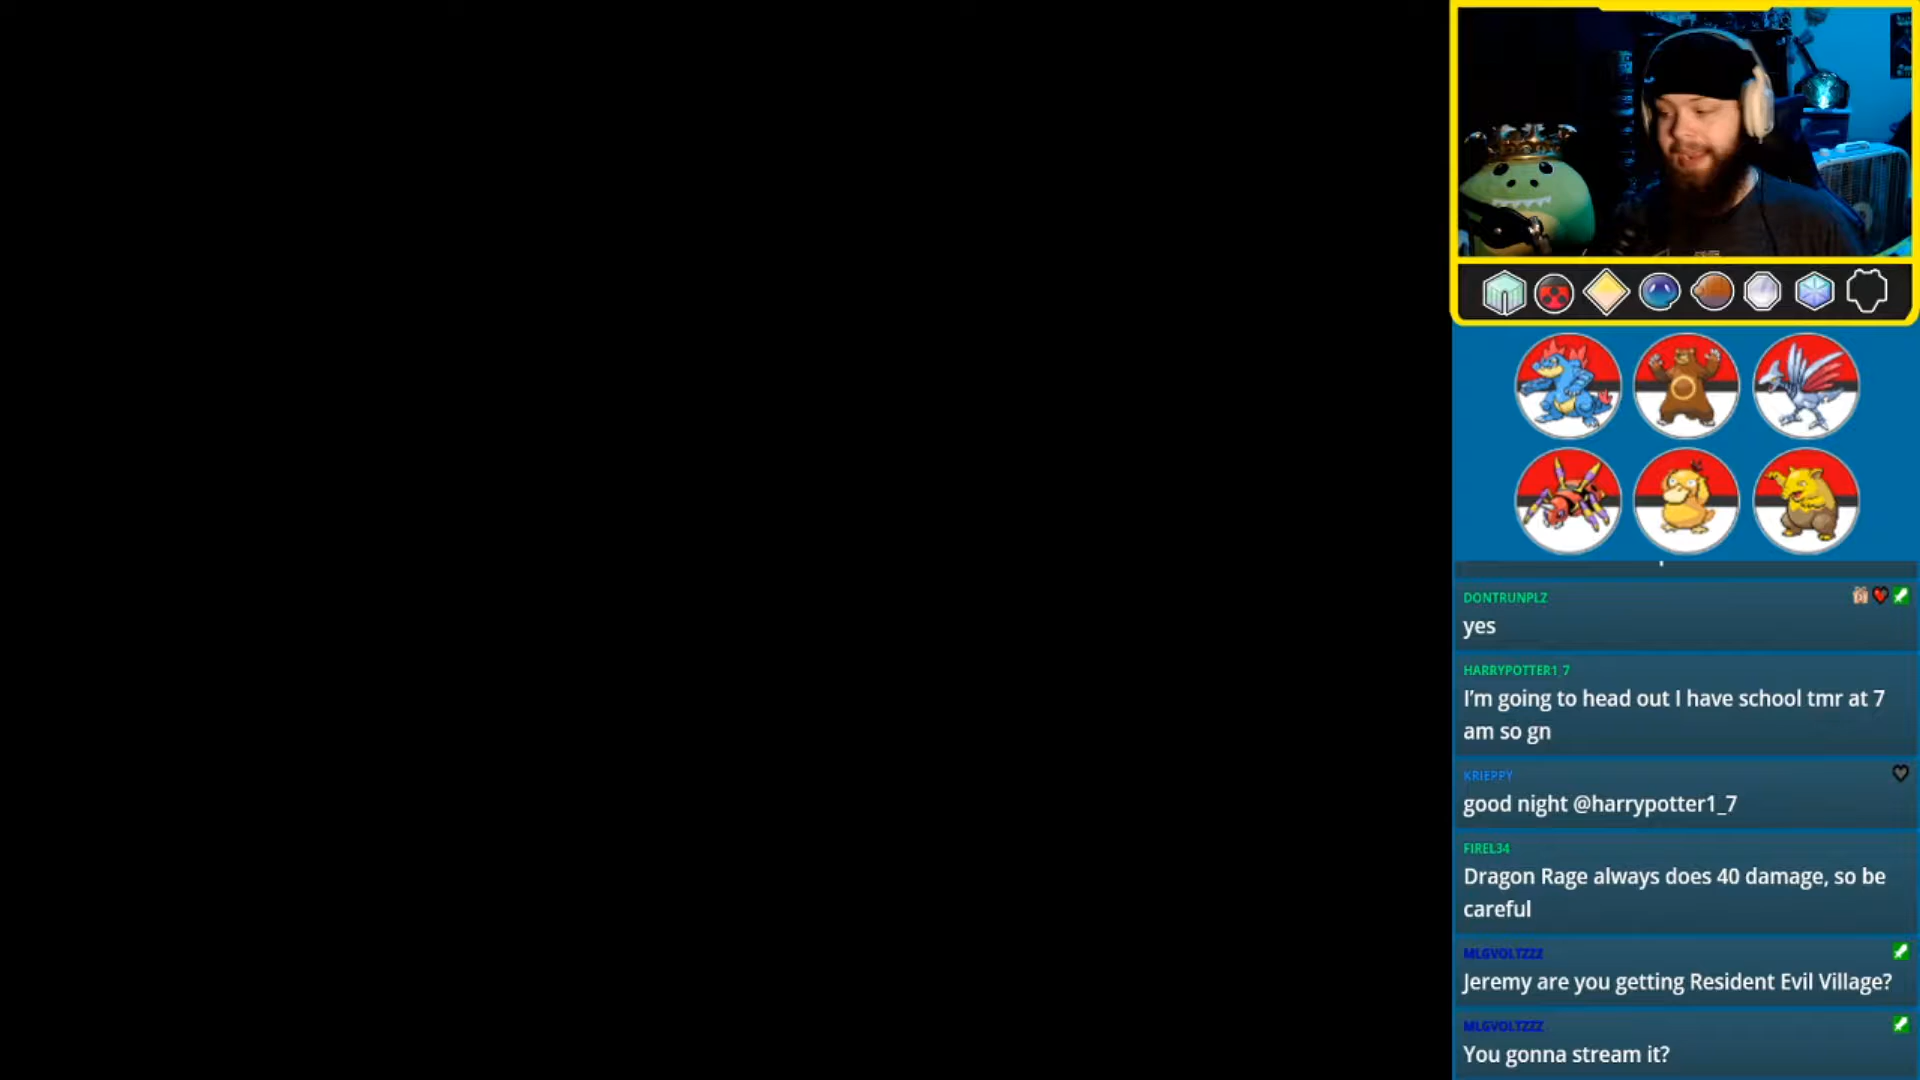 DONTRUNPLZ
yes
HARRYPOTTER1_7
I'm going to head out I have school tmr at 7
am so gn
KRIEPPY
good night @harrypotter1_7
FIREL34
Dragon Rage always does 40 damage, so be
careful
MLGVOLTZZZ
Jeremy are you getting Resident Evil Village?
MLGVOLTZZZ
You gonna stream it?